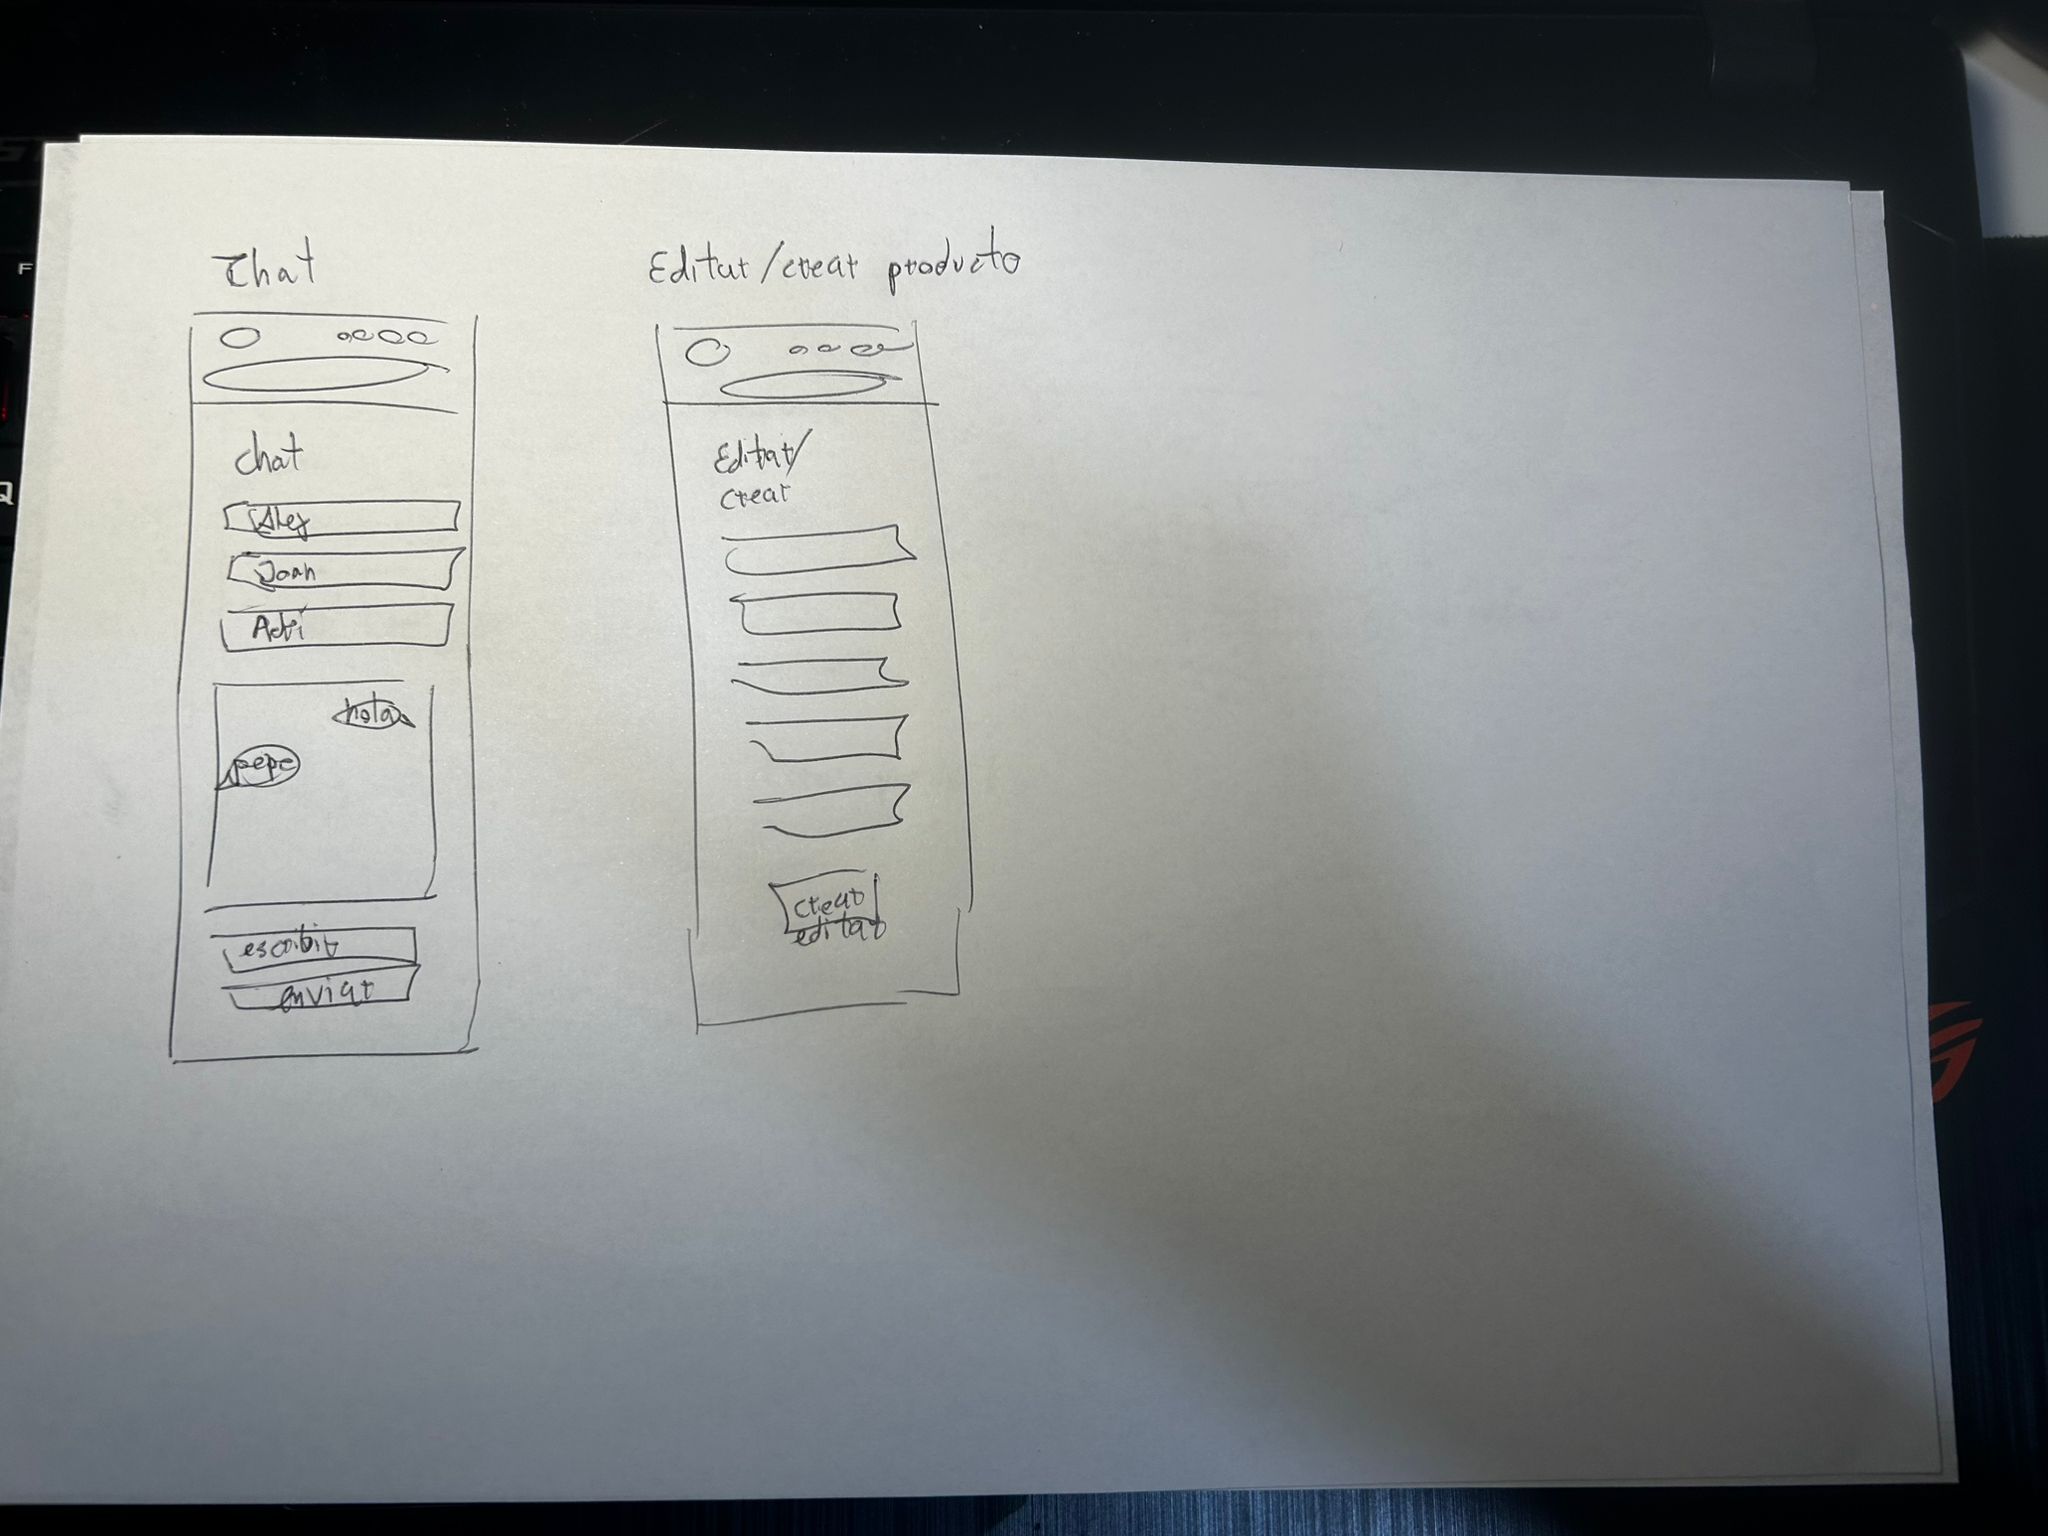 Chat
Editar/crear producto
chat
Alex
Joan
Adri
hola
pepe
escribir
enviar
Editar/
crear
crear
editar
F
Q